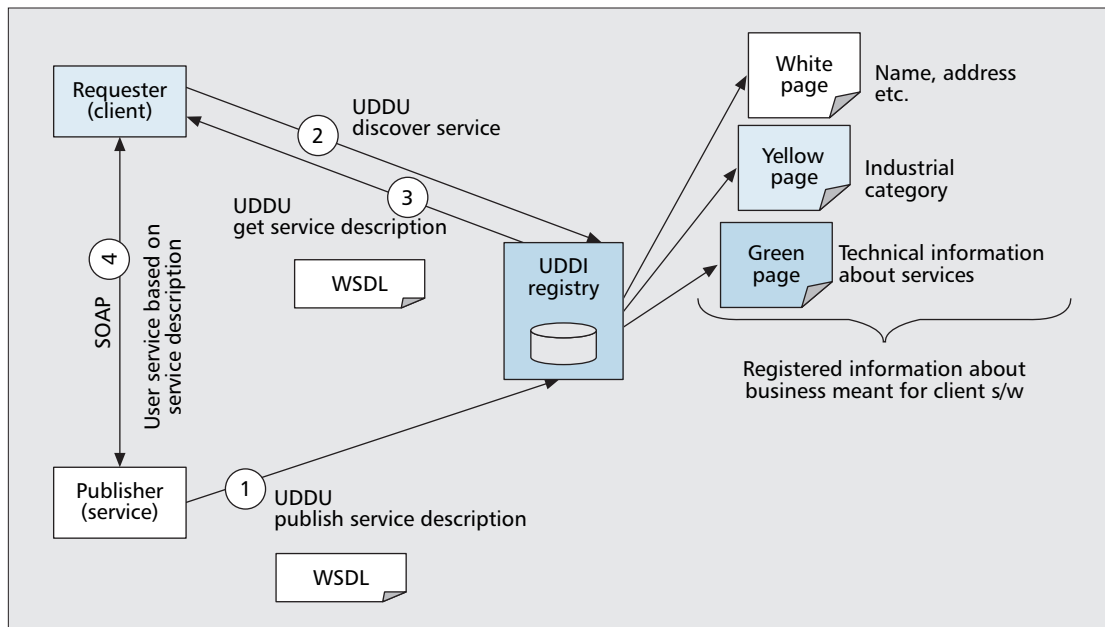 Requester
(client)
2
UDDU
discover service
3
UDDU
get service description
WSDL
UDDI
registry
White
page
Name, address
etc.
Yellow
page
Industrial
category
Green
page
Technical information
about services
Registered information about
business meant for client s/w
4
SOAP
User service based on
service description
Publisher
(service)
1
UDDU
publish service description
WSDL